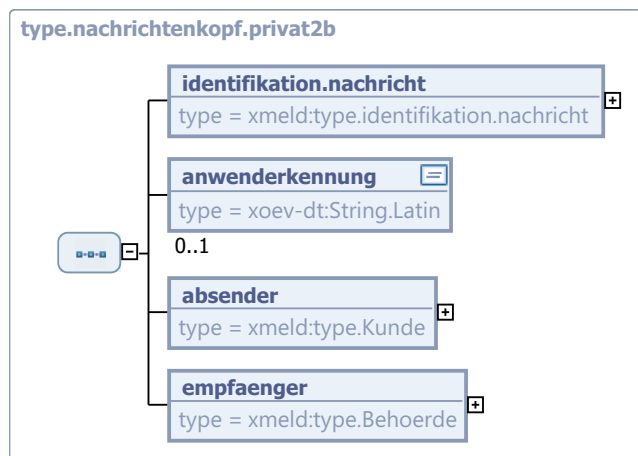 type.nachrichtenkopf.privat2b
identifikation.nachricht
type = xmeld:type.identifikation.nachricht
anwenderkennung
type = xoev-dt:String.Latin
0..1
absender
type = xmeld:type.Kunde
empfaenger
type = xmeld:type.Behoerde